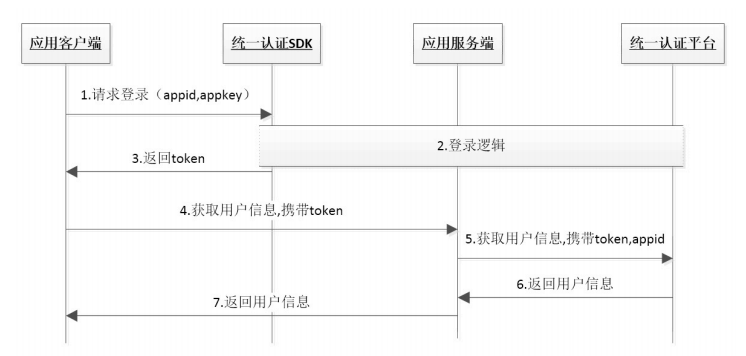 应用客户端
统一认证SDK
应用服务端
统一认证平台
1.请求登录（appid,appkey）
2.登录逻辑
3.返回token
4.获取用户信息,携带token
5.获取用户信息,携带token,appid
6.返回用户信息
7.返回用户信息